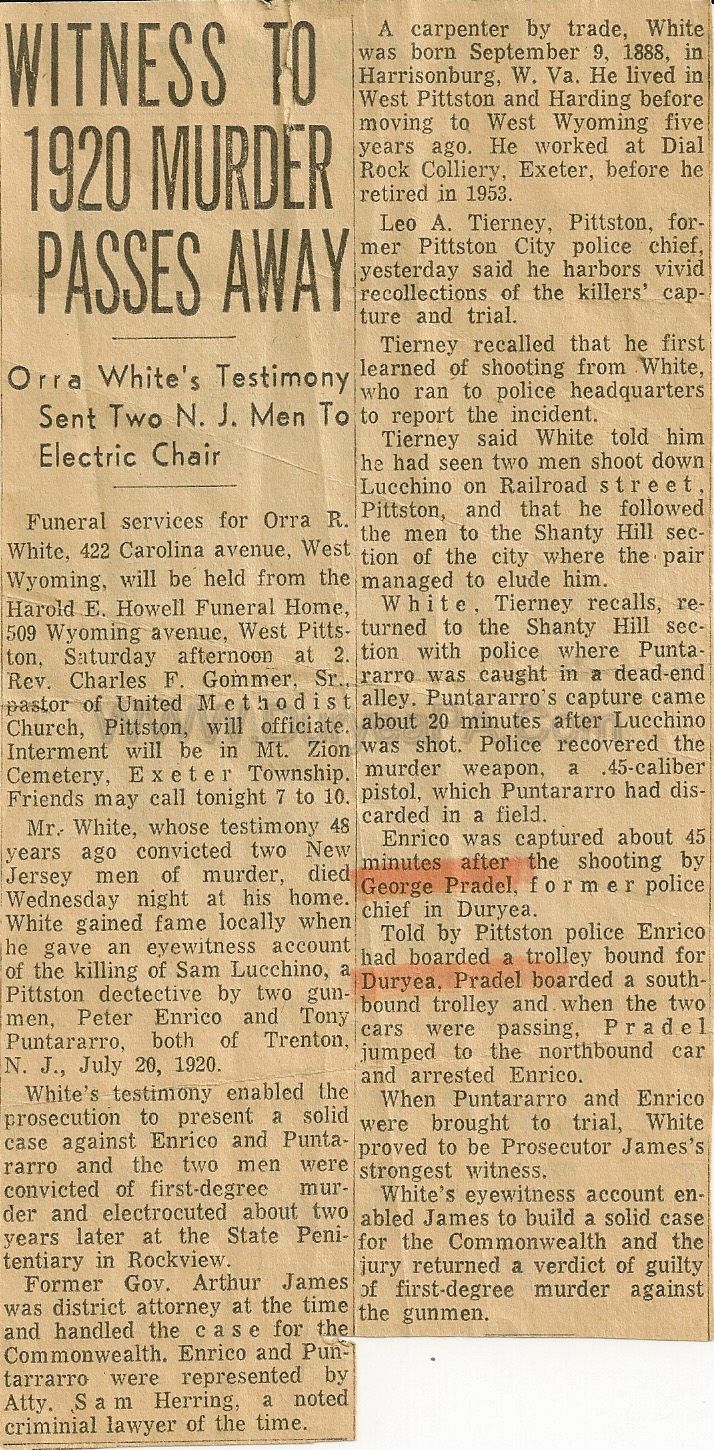 WITNESS TO
1920 MURDER
PASSES AWAY
Orra White's Testimony
Sent Two N. J. Men To
Electric Chair
Funeral services for Orra R.
White, 422 Carolina avenue, West
Wyoming, will be held from the
Harold E. Howell Funeral Home,
509 Wyoming avenue, West Pitts-
ton, Saturday afternoon at 2.
Rev. Charles F. Gommer, Sr.,
pastor of United Methodist
Church, Pittston, will officiate.
Interment will be in Mt. Zion
Cemetery, Exeter Township.
Friends may call tonight 7 to 10.
Mr. White, whose testimony 48
years ago convicted two New
Jersey men of murder, died
Wednesday night at his home.
White gained fame locally when
he gave an eyewitness account
of the killing of Sam Lucchino, a
Pittston dectective by two gun-
men, Peter Enrico and Tony
Puntararro, both of Trenton,
N. J., July 20, 1920.
White's testimony enabled the
prosecution to present a solid
case against Enrico and Punta-
rarro and the two men were
convicted of first-degree mur-
der and electrocuted about two
years later at the State Peni-
tentiary in Rockview.
Former Gov. Arthur James
was district attorney at the time
and handled the case for the
Commonwealth. Enrico and Pun-
tarrarro were represented by
Atty. Sam Herring, a noted
criminial lawyer of the time.
A carpenter by trade, White
was born September 9, 1888, in
Harrisonburg, W. Va. He lived in
West Pittston and Harding before
moving to West Wyoming five
years ago. He worked at Dial
Rock Colliery, Exeter, before he
retired in 1953.
Leo A. Tierney, Pittston, for-
mer Pittston City police chief,
yesterday said he harbors vivid
recollections of the killers' cap-
ture and trial.
Tierney recalled that he first
learned of shooting from White,
who ran to police headquarters
to report the incident.
Tierney said White told him
he had seen two men shoot down
Lucchino on Railroad street,
Pittston, and that he followed
the men to the Shanty Hill sec-
tion of the city where the pair
managed to elude him.
White, Tierney recalls, re-
turned to the Shanty Hill sec-
tion with police where Punta-
rarro was caught in a dead-end
alley. Puntararro's capture came
about 20 minutes after Lucchino
was shot. Police recovered the
murder weapon, a .45-caliber
pistol, which Puntararro had dis-
carded in a field.
Enrico was captured about 45
minutes after the shooting by
George Pradel, former police
chief in Duryea.
Told by Pittston police Enrico
had boarded a trolley bound for
Duryea, Pradel boarded a south-
bound trolley and when the two
cars were passing, Pradel
jumped to the northbound car
and arrested Enrico.
When Puntararro and Enrico
were brought to trial, White
proved to be Prosecutor James's
strongest witness.
White's eyewitness account en-
abled James to build a solid case
for the Commonwealth and the
jury returned a verdict of guilty
of first-degree murder against
the gunmen.